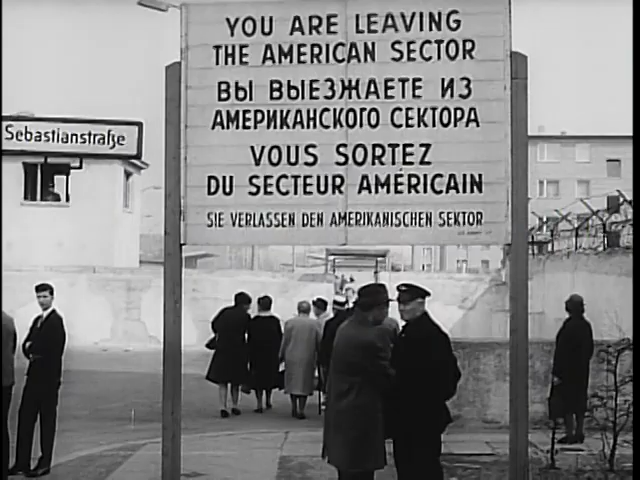 YOU ARE LEAVING
THE AMERICAN SECTOR
ВЫ ВЫЕЗЖАЕТЕ ИЗ
АМЕРИКАНСКОГО СЕКТОРА
VOUS SORTEZ
DU SECTEUR AMÉRICAIN
SIE VERLASSEN DEN AMERIKANISCHEN SEKTOR
Sebastianstraße